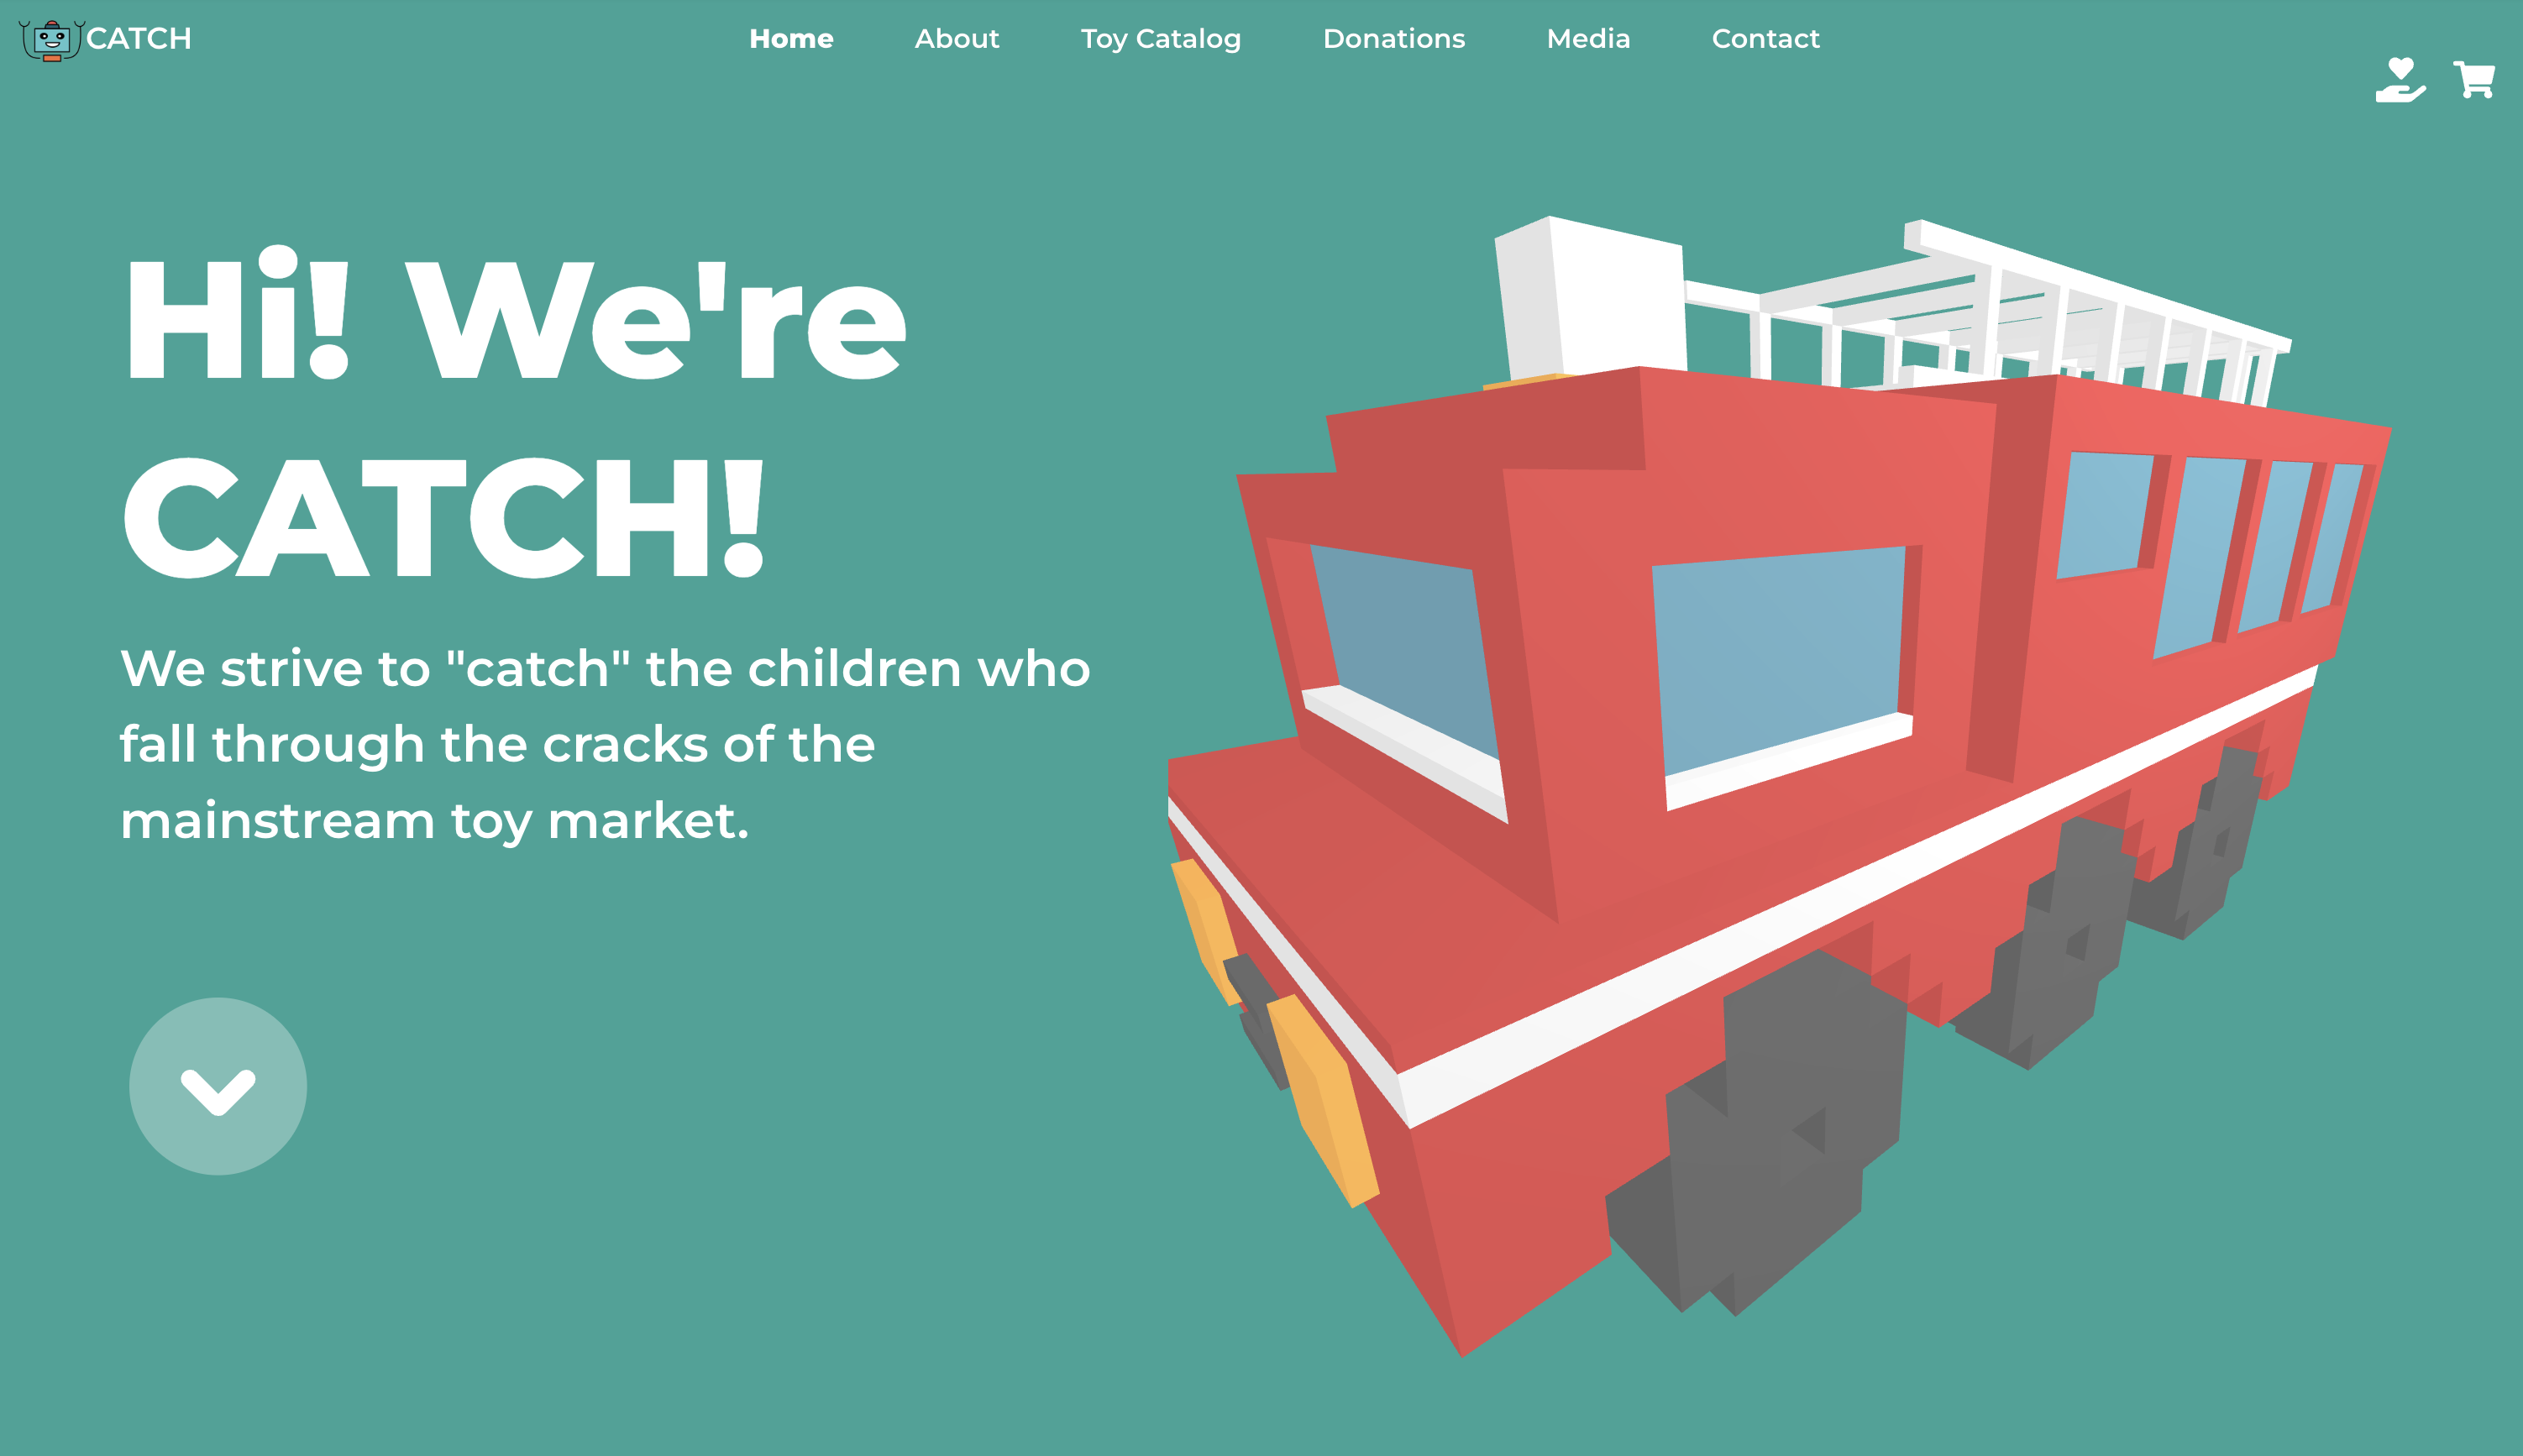 CATCH
Home About Toy Catalog Donations Media Contact
Hi! We're
CATCH!
We strive to "catch" the children who
fall through the cracks of the
mainstream toy market.